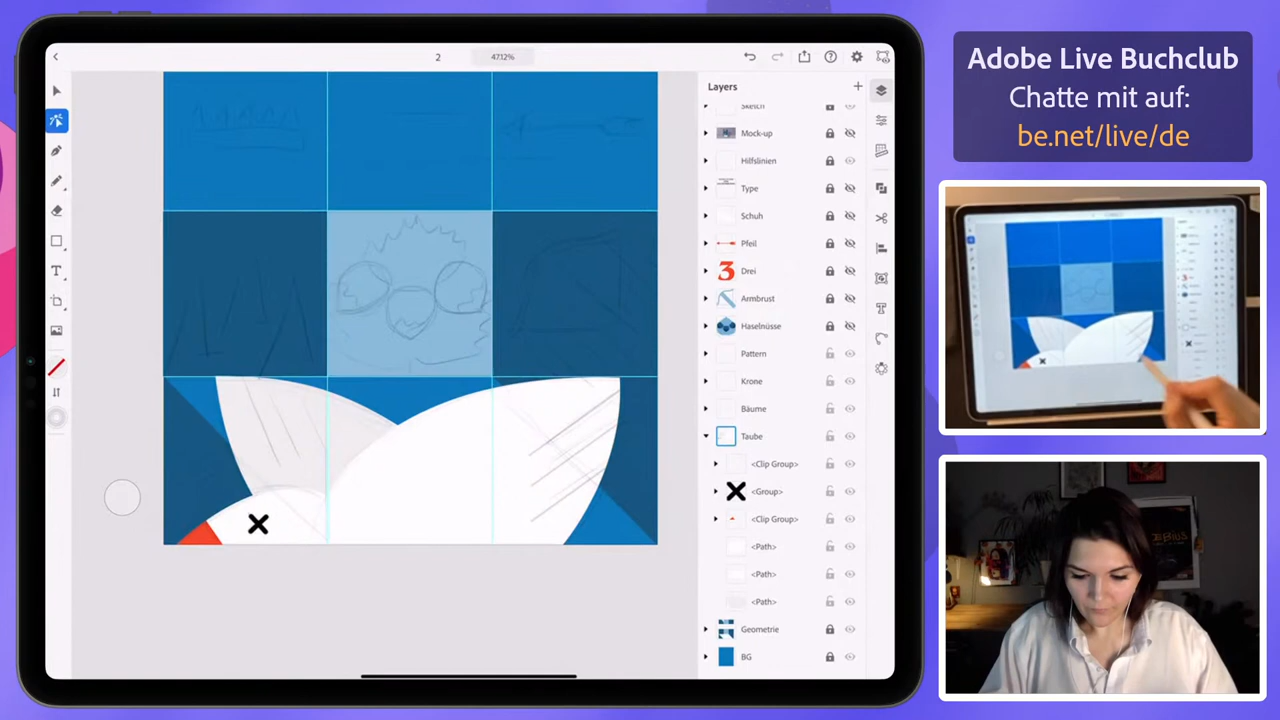 Adobe Live Buchclub
Chatte mit auf:
be.net/live/de
2
47.12%
Layers
Sketch
Mock-up
Hilfslinien
Type
Schuh
Pfeil
3
Drei
Armbrust
Haselnüsse
Pattern
Krone
Bäume
Taube
<Clip Group>
<Group>
<Clip Group>
<Path>
<Path>
<Path>
Geometrie
BG